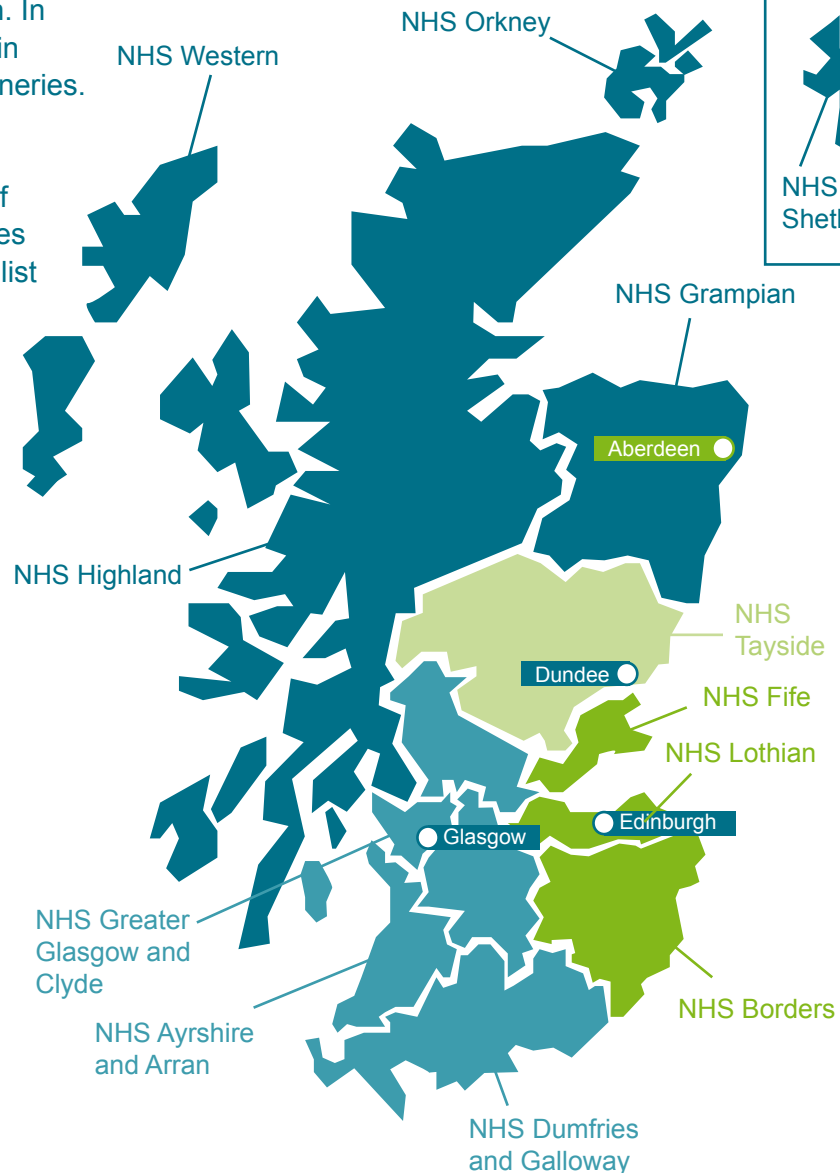 . In
in
neries.
of
es
list
NHS Western
NHS Orkney
NHS
Shetl
NHS Grampian
Aberdeen
NHS Highland
NHS
Tayside
Dundee
NHS Fife
NHS Lothian
Edinburgh
Glasgow
NHS Greater
Glasgow and
Clyde
NHS Borders
NHS Ayrshire
and Arran
NHS Dumfries
and Galloway